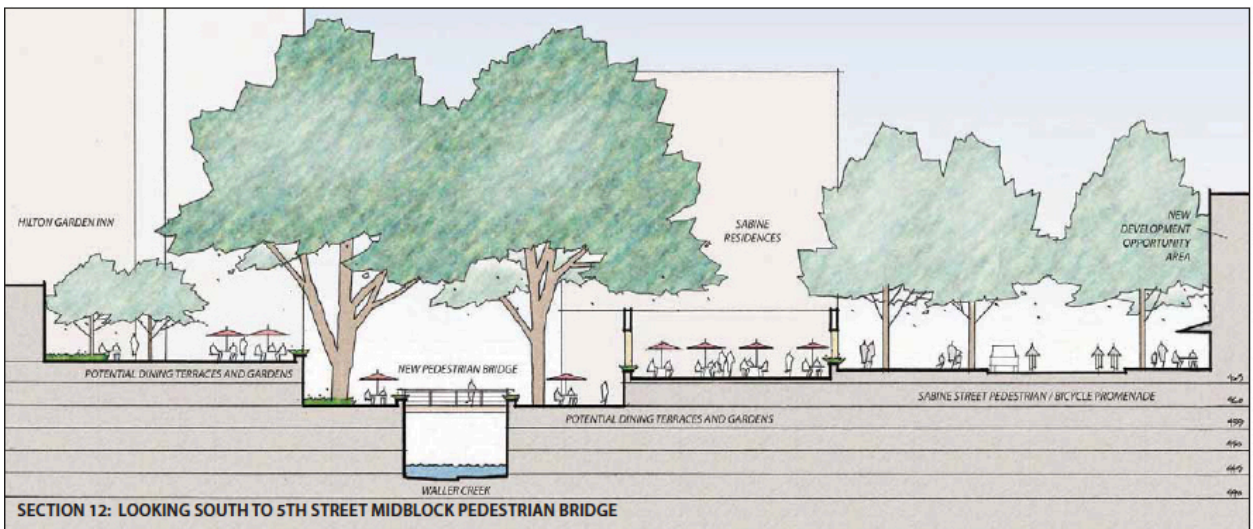 HILTON GARDEN INN
SABINE
RESIDENCES
NEW
DEVELOPMENT
OPPORTUNITY
AREA
POTENTIAL DINING TERRACES AND GARDENS
NEW PEDESTRIAN BRIDGE
POTENTIAL DINING TERRACES AND GARDENS
SABINE STREET PEDESTRIAN / BICYCLE PROMENADE
WALLER CREEK
SECTION 12: LOOKING SOUTH TO 5TH STREET MIDBLOCK PEDESTRIAN BRIDGE